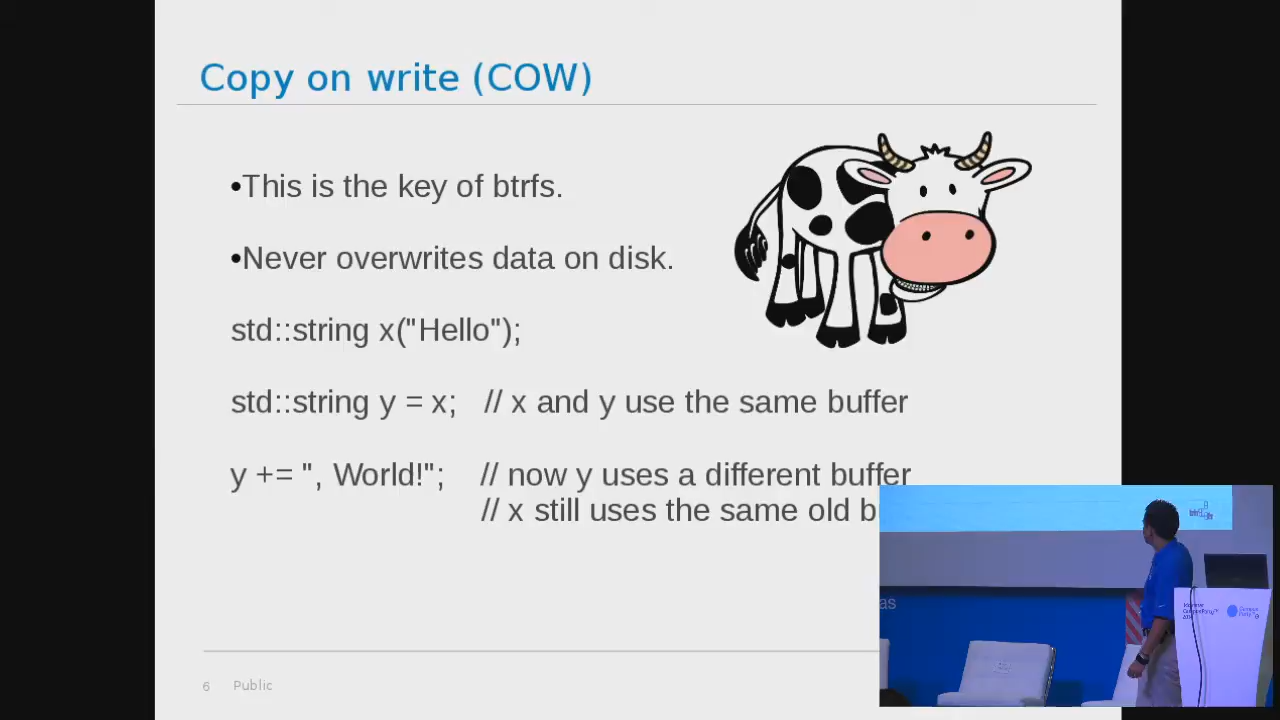 Copy on write (COW)
•This is the key of btrfs.
•Never overwrites data on disk.
std::string x("Hello");
std::string y = x; // x and y use the same buffer
y += ", World!"; // now y uses a different buffer
// x still uses the same old b
as
6 Public